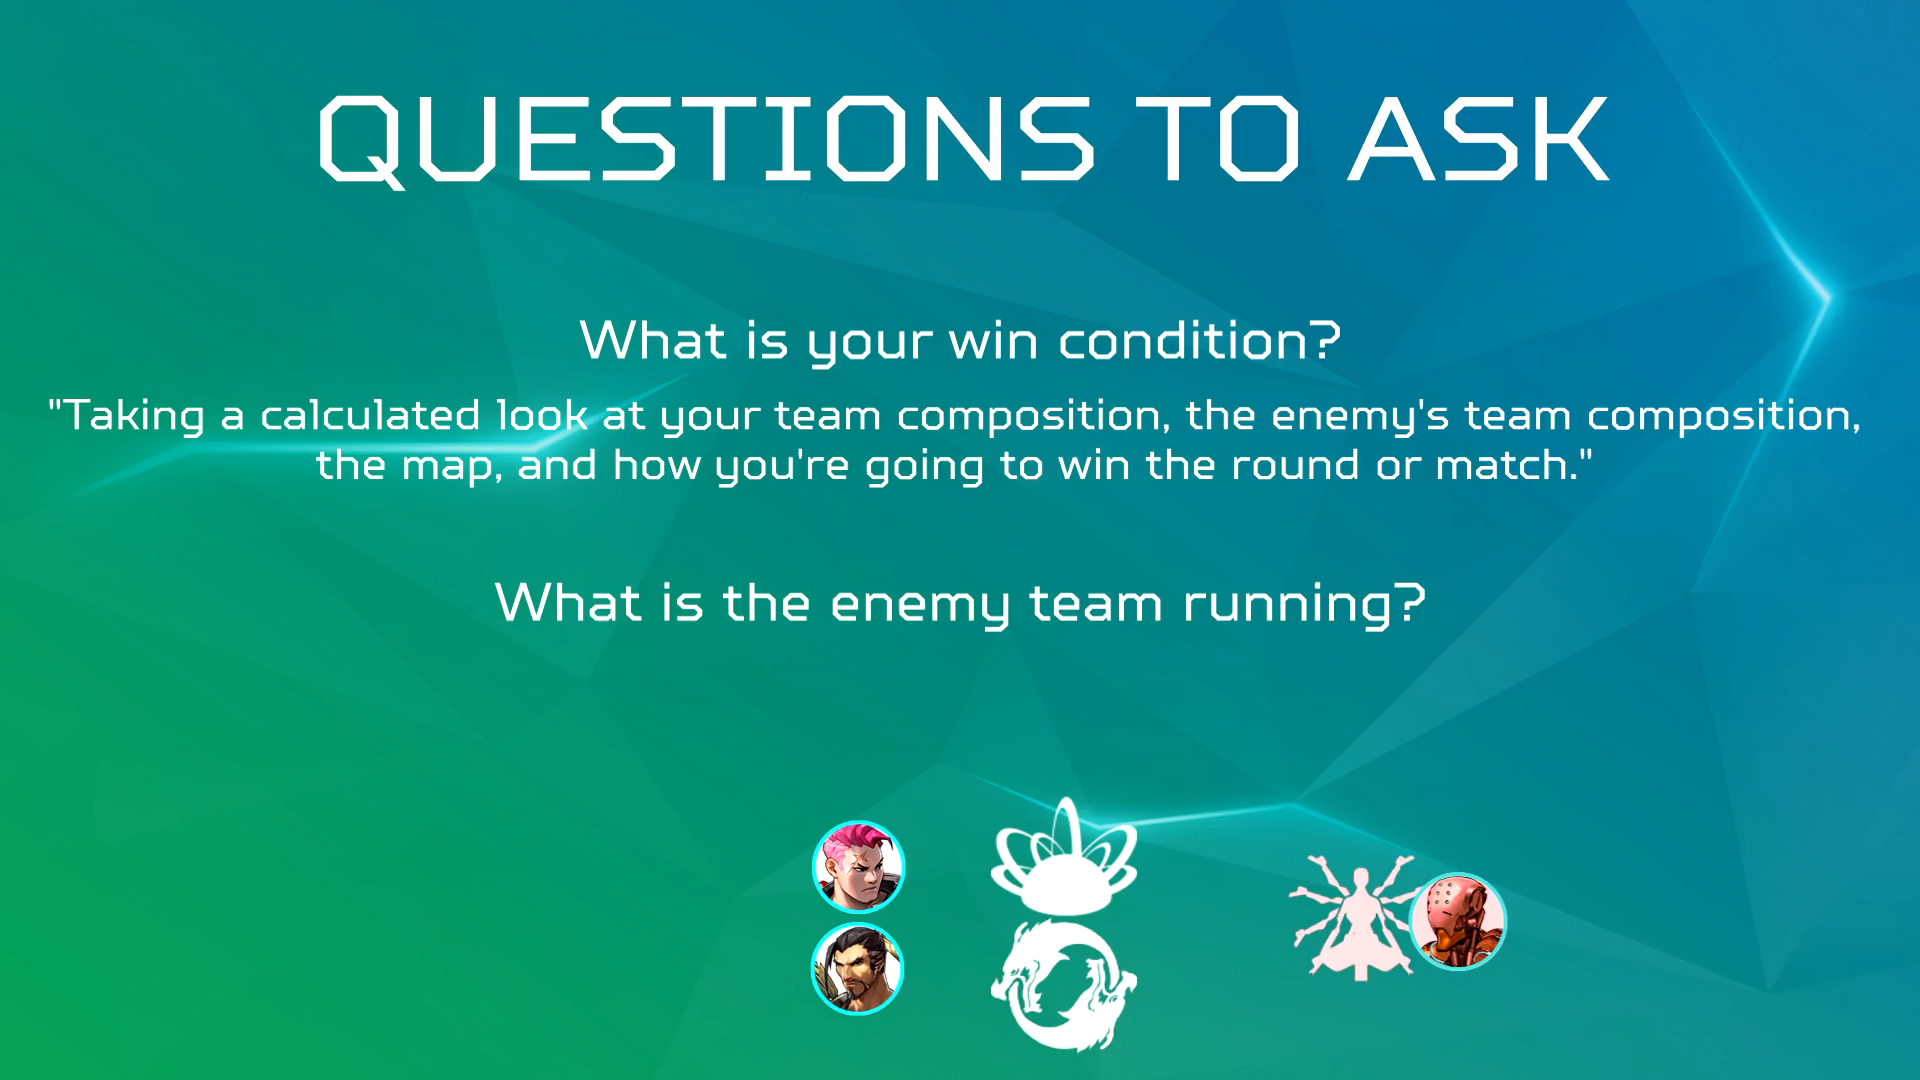 QUESTIONS TO ASK
What is your win condition?
"Taking a calculated look at your team composition, the enemy's team composition,
the map, and how you're going to win the round or match."
What is the enemy team running?